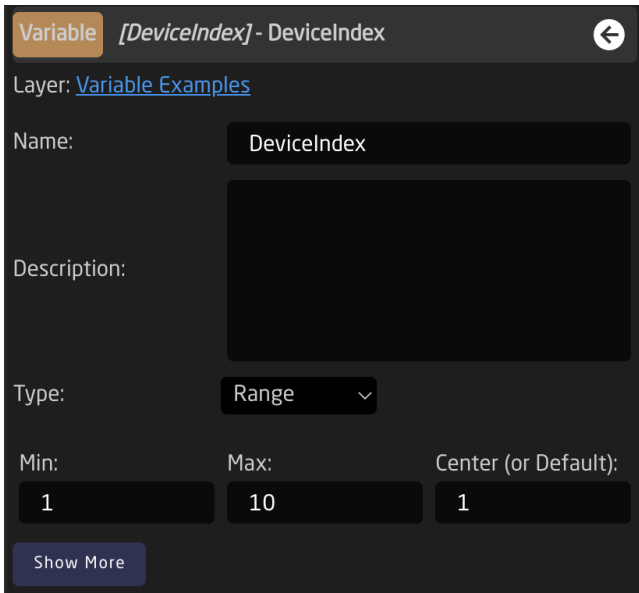 Variable [DeviceIndex] - DeviceIndex
Layer: Variable Examples
Name: DeviceIndex
Description:
Type: Range
Min: Max: Center (or Default):
1 10 1
Show More